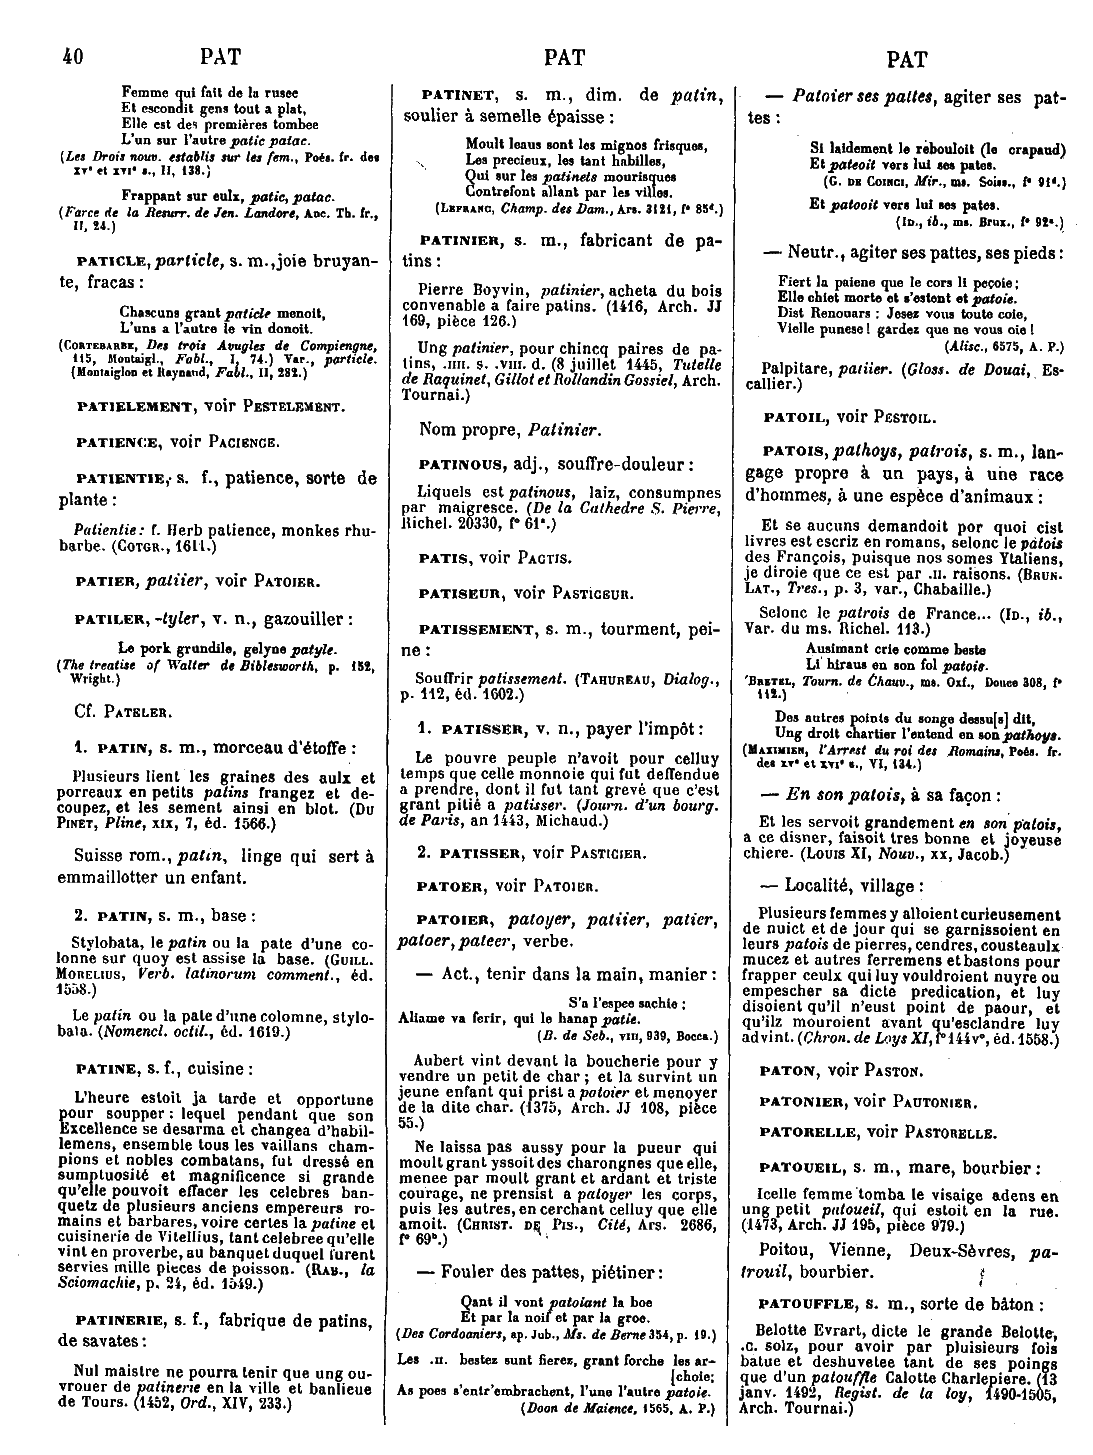 40 PAT PAT PAT
Femme qui fait de la rusee
Et escondit gens tout a plat,
Elle est des premières tombee
L'un sur l'autre patic patac.
(Les Drois nouv. establis sur les fem., Poés. fr. des
XVe et XVIe s., II, 138.)
Frappant sur eulx, patic, patac.
(Farce de la Resurr. de Jen. Landore, Anc. Th. fr.,
II, 24.)
PATICLE, particle, s. m., joie bruyan-
te, fracas :
Chascuns grant paticle menoit,
L'uns a l'autre le vin donoit.
(CORTEBARBE, Des trois Avugles de Compiengne,
115, Montaigl., Fabl., I, 74.) Var., particle.
(Montaiglon et Raynaud, Fabl., II, 282.)
PATIELEMENT, voir PESTELEMENT.
PATIENCE, voir PACIENCE.
PATIENTIE, s. f., patience, sorte de
plante :
Patientie : f. Herb patience, monkes rhu-
barbe. (COTGR., 1611.)
PATIER, patiier, voir PATOIER.
PATILER, -tyler, v. n., gazouiller :
Le pork grundile, gelyne patyle.
(The treatise of Walter de Biblesworth, p. 152,
Wright.)
Cf. PATELER.
1. PATIN, s. m., morceau d'étoffe :
Plusieurs lient les graines des aulx et
porreaux en petits patins frangez et de-
coupez, et les sement ainsi en blot. (DU
PINET, Pline, XIX, 7, éd. 1566.)
Suisse rom., patin, linge qui sert à
emmaillotter un enfant.
2. PATIN, s. m., base :
Stylobata, le patin ou la pate d'une co-
lonne sur quoy est assise la base. (GUILL.
MORELIUS, Verb. latinorum comment., éd.
1558.)
Le patin ou la pate d'une colomne, stylo-
bata. (Nomencl. octil., éd. 1619.)
PATINE, s. f., cuisine :
L'heure estoit ja tarde et opportune
pour soupper : lequel pendant que son
Excellence se desarma et changea d'habil-
lemens, ensemble tous les vaillans cham-
pions et nobles combatans, fut dressé en
sumptuosité et magnificence si grande
qu'elle pouvoit effacer les celebres ban-
quetz de plusieurs anciens empereurs ro-
mains et barbares, voire certes la patine et
cuisinerie de Vitellius, tant celebree qu'elle
vint en proverbe, au banquet duquel furent
servies mille pieces de poisson. (RAB., la
Sciomachie, p. 24, éd. 1549.)
PATINERIE, s. f., fabrique de patins,
de savates :
Nul maistre ne pourra tenir que ung ou-
vrouer de patinerie en la ville et banlieue
de Tours. (1452, Ord., XIV, 233.)
PATINET, s. m., dim. de patin,
soulier à semelle épaisse :
Moult leaus sont les mignos frisques,
Les precieux, les tant habilles,
Qui sur les patinets mourisques
Contrefont allant par les villes.
(LEFRANC, Champ. des Dam., Ars. 3121, f° 85d.)
PATINIER, s. m., fabricant de pa-
tins :
Pierre Boyvin, patinier, acheta du bois
convenable a faire patins. (1416, Arch. JJ
169, pièce 126.)
Ung patinier, pour chincq paires de pa-
tins, .IIII. s. .VIII. d. (8 juillet 1445, Tutelle
de Raquinet, Gillot et Rollandin Gossiel, Arch.
Tournai.)
Nom propre, Patinier.
PATINOUS, adj., souffre-douleur :
Liquels est patinous, laiz, consumpnes
par maigresce. (De la Cathedre S. Pierre,
Richel. 20330, f° 61a.)
PATIS, voir PACTIS.
PATISEUR, voir PASTICEUR.
PATISSEMENT, s. m., tourment, pei-
ne :
Souffrir patissement. (TAHUREAU, Dialog.,
p. 112, éd. 1602.)
1. PATISSER, v. n., payer l'impôt :
Le pouvre peuple n'avoit pour celluy
temps que celle monnoie qui fut deffendue
a prendre, dont il fut tant grevé que c'est
grant pitié a patisser. (Journ. d'un bourg.
de Paris, an 1443, Michaud.)
2. PATISSER, voir PASTICIER.
PATOER, voir PATOIER.
PATOIER, patoyer, patiier, patier,
patoer, pateer, verbe.
— Act., tenir dans la main, manier :
S'a l'espee sachie ;
Aliame va ferir, qui le hanap patie.
(B. de Seb., VIII, 939, Bocca.)
Aubert vint devant la boucherie pour y
vendre un petit de char ; et la survint un
jeune enfant qui prist a patoier et menoyer
de la dite char. (1375, Arch. JJ 108, pièce
55.)
Ne laissa pas aussy pour la pueur qui
moult grant yssoit des charongnes que elle,
menee par moult grant et ardant et triste
courage, ne prensist a patoyer les corps,
puis les autres, en cerchant celluy que elle
amoit. (CHRIST. DE PIS., Cité, Ars. 2686,
f° 69b.)
— Fouler des pattes, piétiner :
Qant il vont patoiant la boe
Et par la noif et par la groe.
(Des Cordoaniers, ap. Jub., Ms. de Berne 354, p. 19.)
Les .II. bestez sunt fierez, grant forche les ar-
[choie;
As poes s'entr'embrachent, l'une l'autre patoie.
(Doon de Maience, 1565, A. P.)
— Patoier ses pattes, agiter ses pat-
tes :
Si laidement le rebouloit (le crapaud)
Et pateoit vers lui ses pates.
(G. DE COINCI, Mir., ms. Soiss., f° 91d.)
Et patooit vers lui ses pates.
(ID., ib., ms. Brux., f° 92a.)
— Neutr., agiter ses pattes, ses pieds :
Fiert la paiene que le cors li peçoie ;
Elle chiet morte et s'estent et patoie.
Dist Renouars : Jesez vous toute coie,
Vielle punese ! gardez que ne vous oie !
(Alisc., 6575, A. P.)
Palpitare, patiier. (Gloss. de Douai, Es-
callier.)
PATOIL, voir PESTOIL.
PATOIS, pathoys, patrois, s. m., lan-
gage propre à un pays, à une race
d'hommes, à une espèce d'animaux :
Et se aucuns demandoit por quoi cist
livres est escriz en romans, selonc le patois
des François, puisque nos somes Ytaliens,
je diroie que ce est par .II. raisons. (BRUN.
LAT., Tres., p. 3, var., Chabaille.)
Selonc le patrois de France... (ID., ib.,
Var. du ms. Richel. 113.)
Ausimant crie comme beste
Li hiraus en son fol patois.
(BRETEL, Tourn. de Chauv., ms. Oxf., Douce 308, f°
112.)
Des autres points du songe dessu[s] dit,
Ung droit chartier l'entend en son pathoys.
(MAXIMIEN, l'Arrest du roi des Romains, Poés. fr.
des XVe et XVIe s., VI, 134.)
— En son patois, à sa façon :
Et les servoit grandement en son patois,
a ce disner, faisoit tres bonne et joyeuse
chiere. (LOUIS XI, Nouv., XX, Jacob.)
— Localité, village :
Plusieurs femmes y alloient curieusement
de nuict et de jour qui se garnissoient en
leurs patois de pierres, cendres, cousteaulx
mucez et autres ferremens et bastons pour
frapper ceulx qui luy vouldroient nuyre ou
empescher sa dicte predication, et luy
disoient qu'il n'eust point de paour, et
qu'ilz mouroient avant qu'esclandre luy
advint. (Chron. de Loys XI, f° 144v°, éd. 1558.)
PATON, voir PASTON.
PATONIER, voir PAUTONIER.
PATORELLE, voir PASTORELLE.
PATOUEIL, s. m., mare, bourbier :
Icelle femme tomba le visaige adens en
ung petit patoueil, qui estoit en la rue.
(1473, Arch. JJ 195, pièce 979.)
Poitou, Vienne, Deux-Sèvres, pa-
trouil, bourbier.
PATOUFFLE, s. m., sorte de bâton :
Belotte Evrart, dicte le grande Belotte,
.C. solz, pour avoir par pluisieurs fois
batue et deshuvetee tant de ses poings
que d'un patouffle Calotte Charlepiere. (13
janv. 1492, Regist. de la loy, 1490-1505,
Arch. Tournai.)